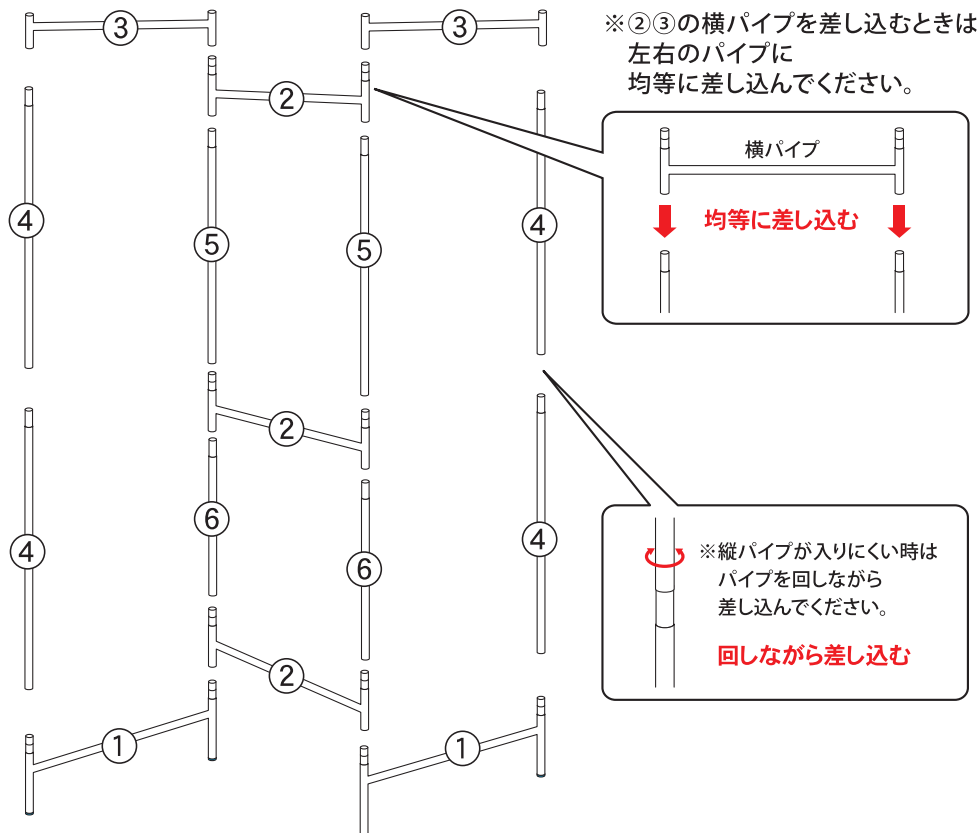 ③
③
※②③の横パイプを差し込むときは
左右のパイプに
均等に差し込んでください。
②
横パイプ
均等に差し込む
④
④
⑤
⑤
②
⑥
④
④
⑥
※縦パイプが入りにくい時は
パイプを回しながら
差し込んでください。
回しながら差し込む
②
①
①